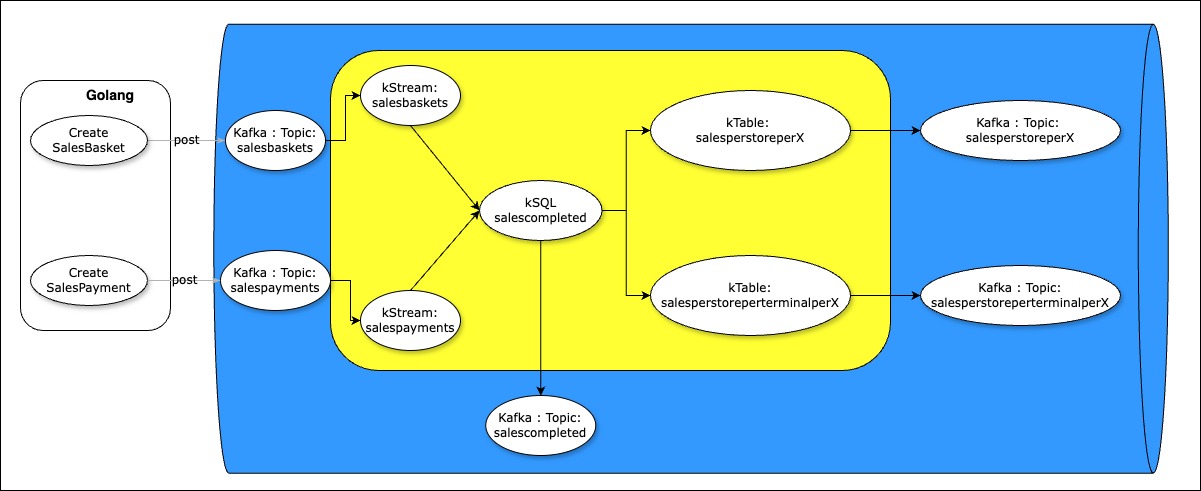 Golang
Create
SalesBasket
post
Kafka : Topic:
salesbaskets
kStream:
salesbaskets
kTable:
salesperstoreperX
Kafka : Topic:
salesperstoreperX
kSQL
salescompleted
Create
SalesPayment
post
Kafka : Topic:
salespayments
kStream:
salespayments
kTable:
salesperstoreperterminalperX
Kafka : Topic:
salesperstoreperterminalperX
Kafka : Topic:
salescompleted